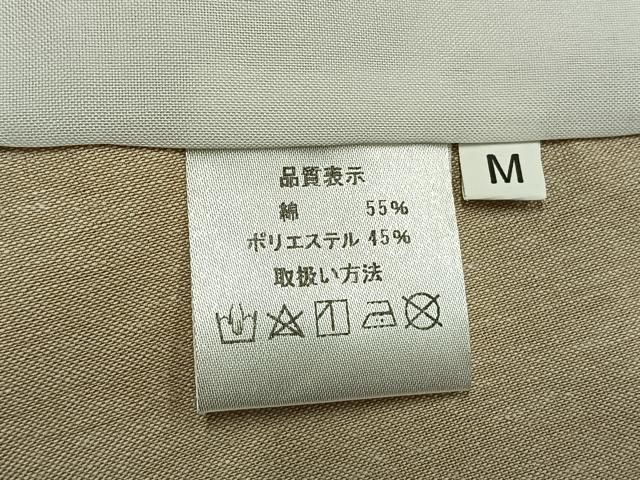 品質表示
綿 55%
ポリエステル 45%
取扱い方法
M